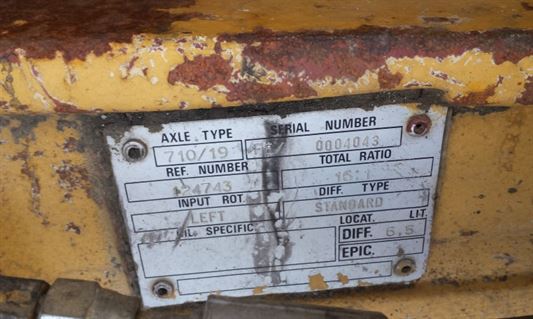 AXLE TYPE SERIAL NUMBER
710/19 0004043
REF. NUMBER TOTAL RATIO
124743 16:1
INPUT ROT. DIFF. TYPE
LEFT STANDARD
OIL SPECIFIC. LOCAT. LIT.
DIFF. 6,5
EPIC.